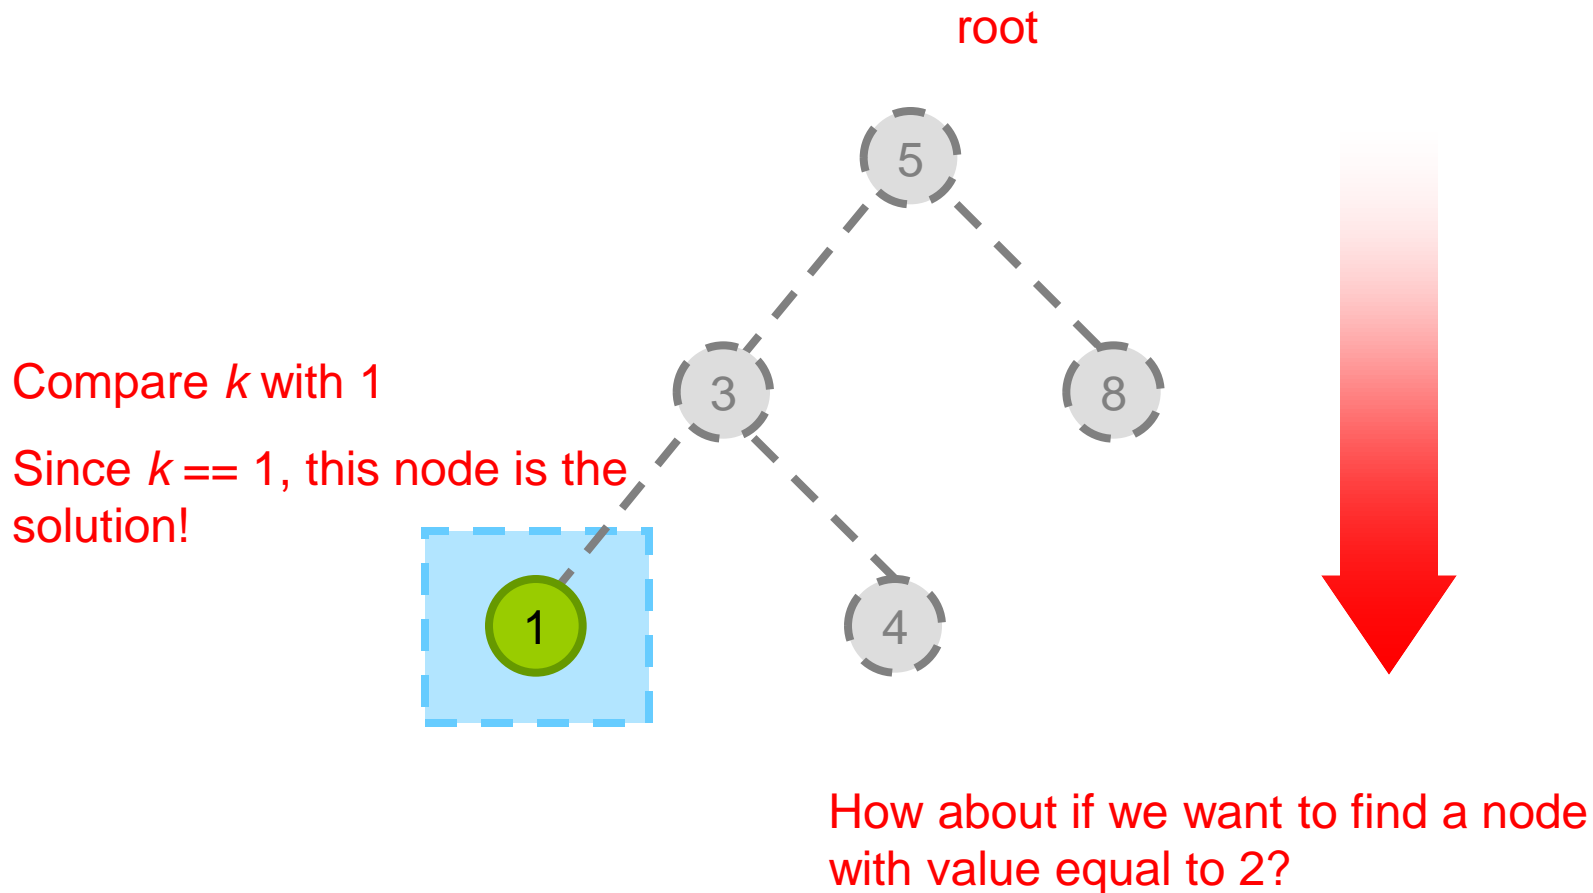 root
5
3
8
Compare k with 1
Since k == 1, this node is the
solution!
1
4
How about if we want to find a node
with value equal to 2?